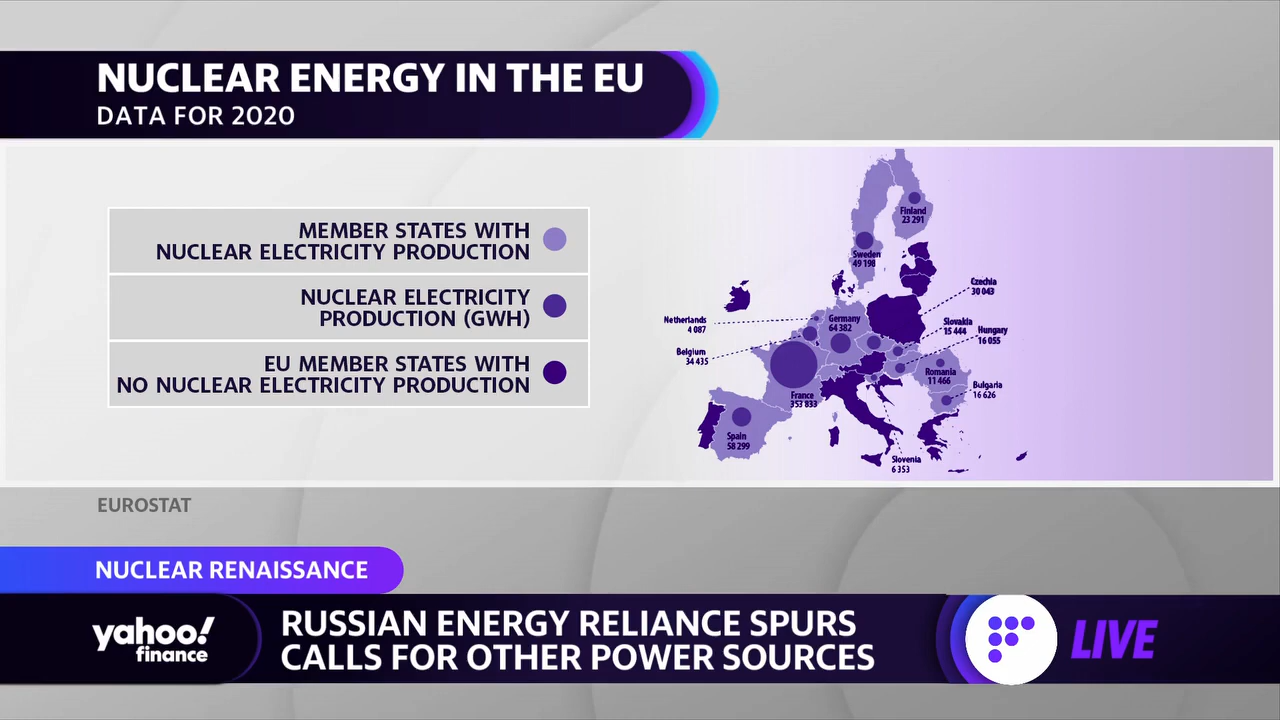 NUCLEAR ENERGY IN THE EU
DATA FOR 2020
MEMBER STATES WITH
NUCLEAR ELECTRICITY PRODUCTION
NUCLEAR ELECTRICITY
PRODUCTION (GWH)
EU MEMBER STATES WITH
NO NUCLEAR ELECTRICITY PRODUCTION
Finland
23 291
Sweden
49 198
Czechia
30 043
Netherlands
4 087
Germany
64 382
Slovakia
15 444
Hungary
16 055
Belgium
34 435
Romania
11 466
Bulgaria
16 626
France
353 833
Spain
58 299
Slovenia
6 353
EUROSTAT
NUCLEAR RENAISSANCE
yahoo!
finance
RUSSIAN ENERGY RELIANCE SPURS
CALLS FOR OTHER POWER SOURCES
LIVE